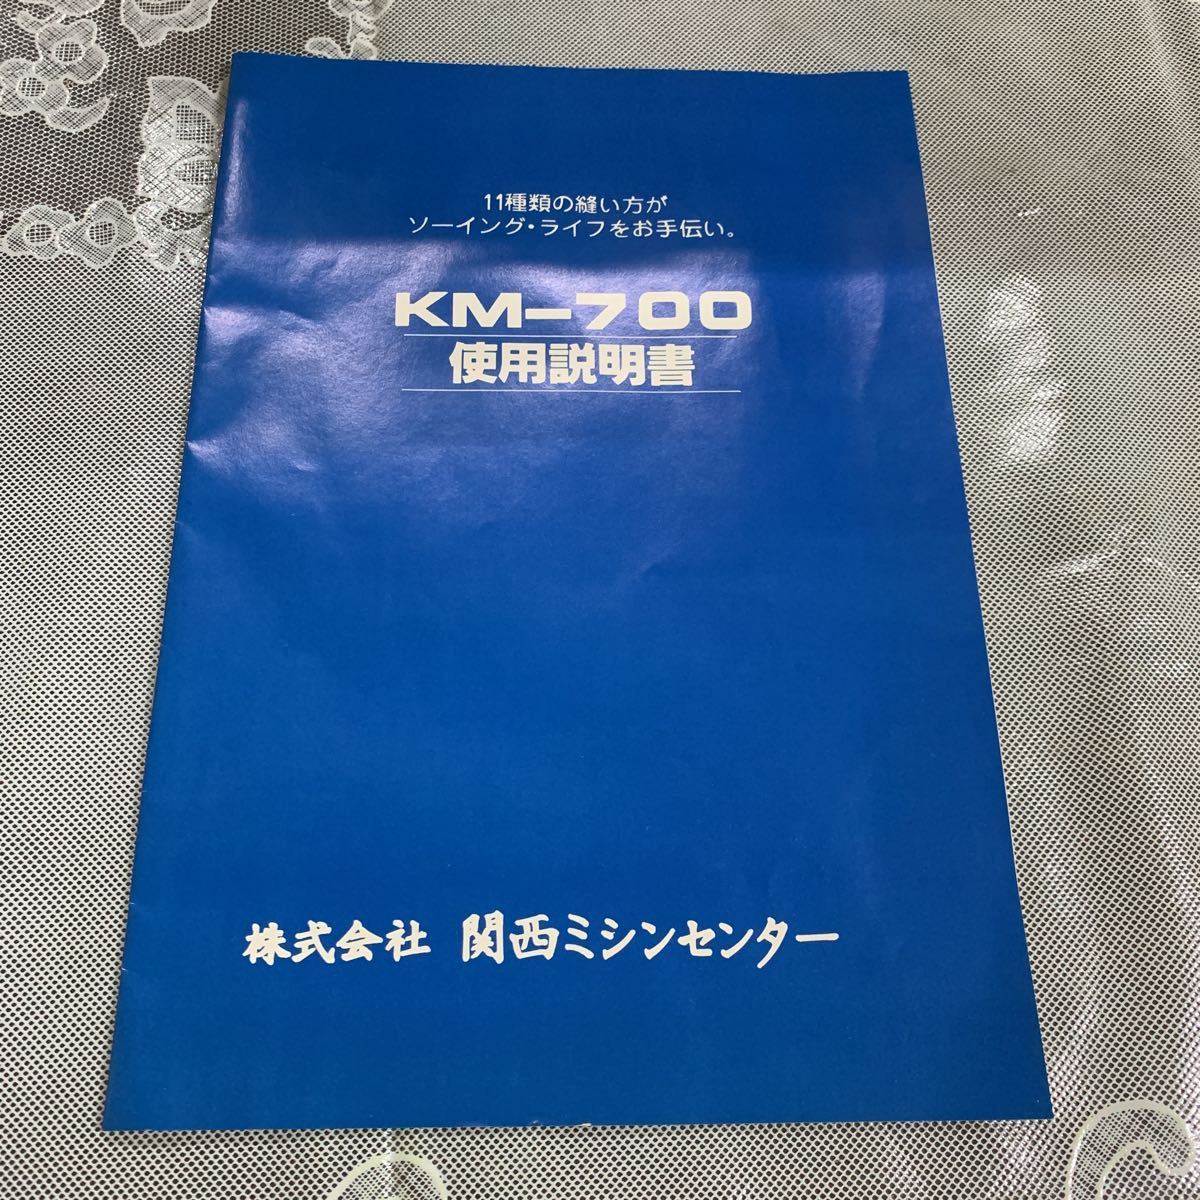 11種類の縫い方が
ソーイング・ライフをお手伝い。
KM-700
使用説明書
株式会社 関西ミシンセンター